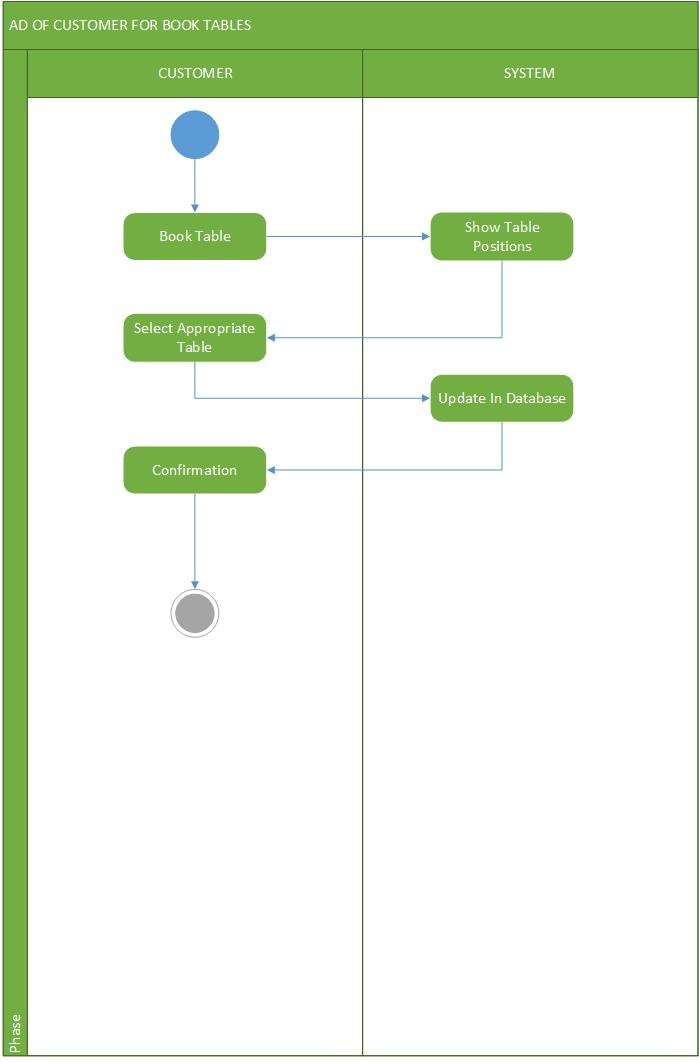 AD OF CUSTOMER FOR BOOK TABLES
CUSTOMER
SYSTEM
Book Table
Show Table
Positions
Select Appropriate
Table
Update In Database
Confirmation
Phase